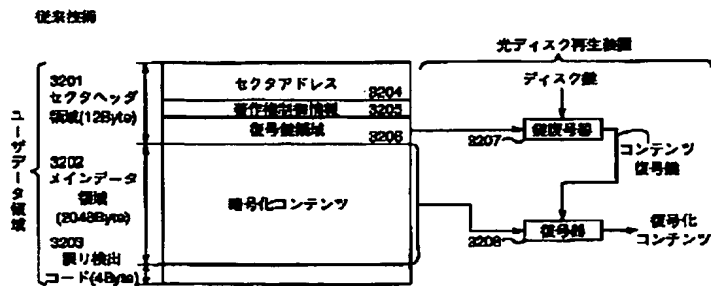 従来技術
光ディスク再生装置
ディスク鍵
ユーザデータ領域
3201
セクタヘッダ
領域(12Byte)
3202
メインデータ
領域
(2048Byte)
3203
誤り検出
コード(4Byte)
セクタアドレス
3204
著作権制御情報
3205
復号鍵領域
3206
暗号化コンテンツ
3207
鍵復号器
コンテンツ
復号鍵
3208
復号器
復号化
コンテンツ